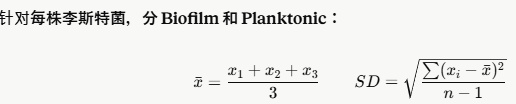 针对每株李斯特菌，分 Biofilm 和 Planktonic：
x̄ = (x₁ + x₂ + x₃) / 3    SD = √(∑(xᵢ − x̄)² / (n − 1))